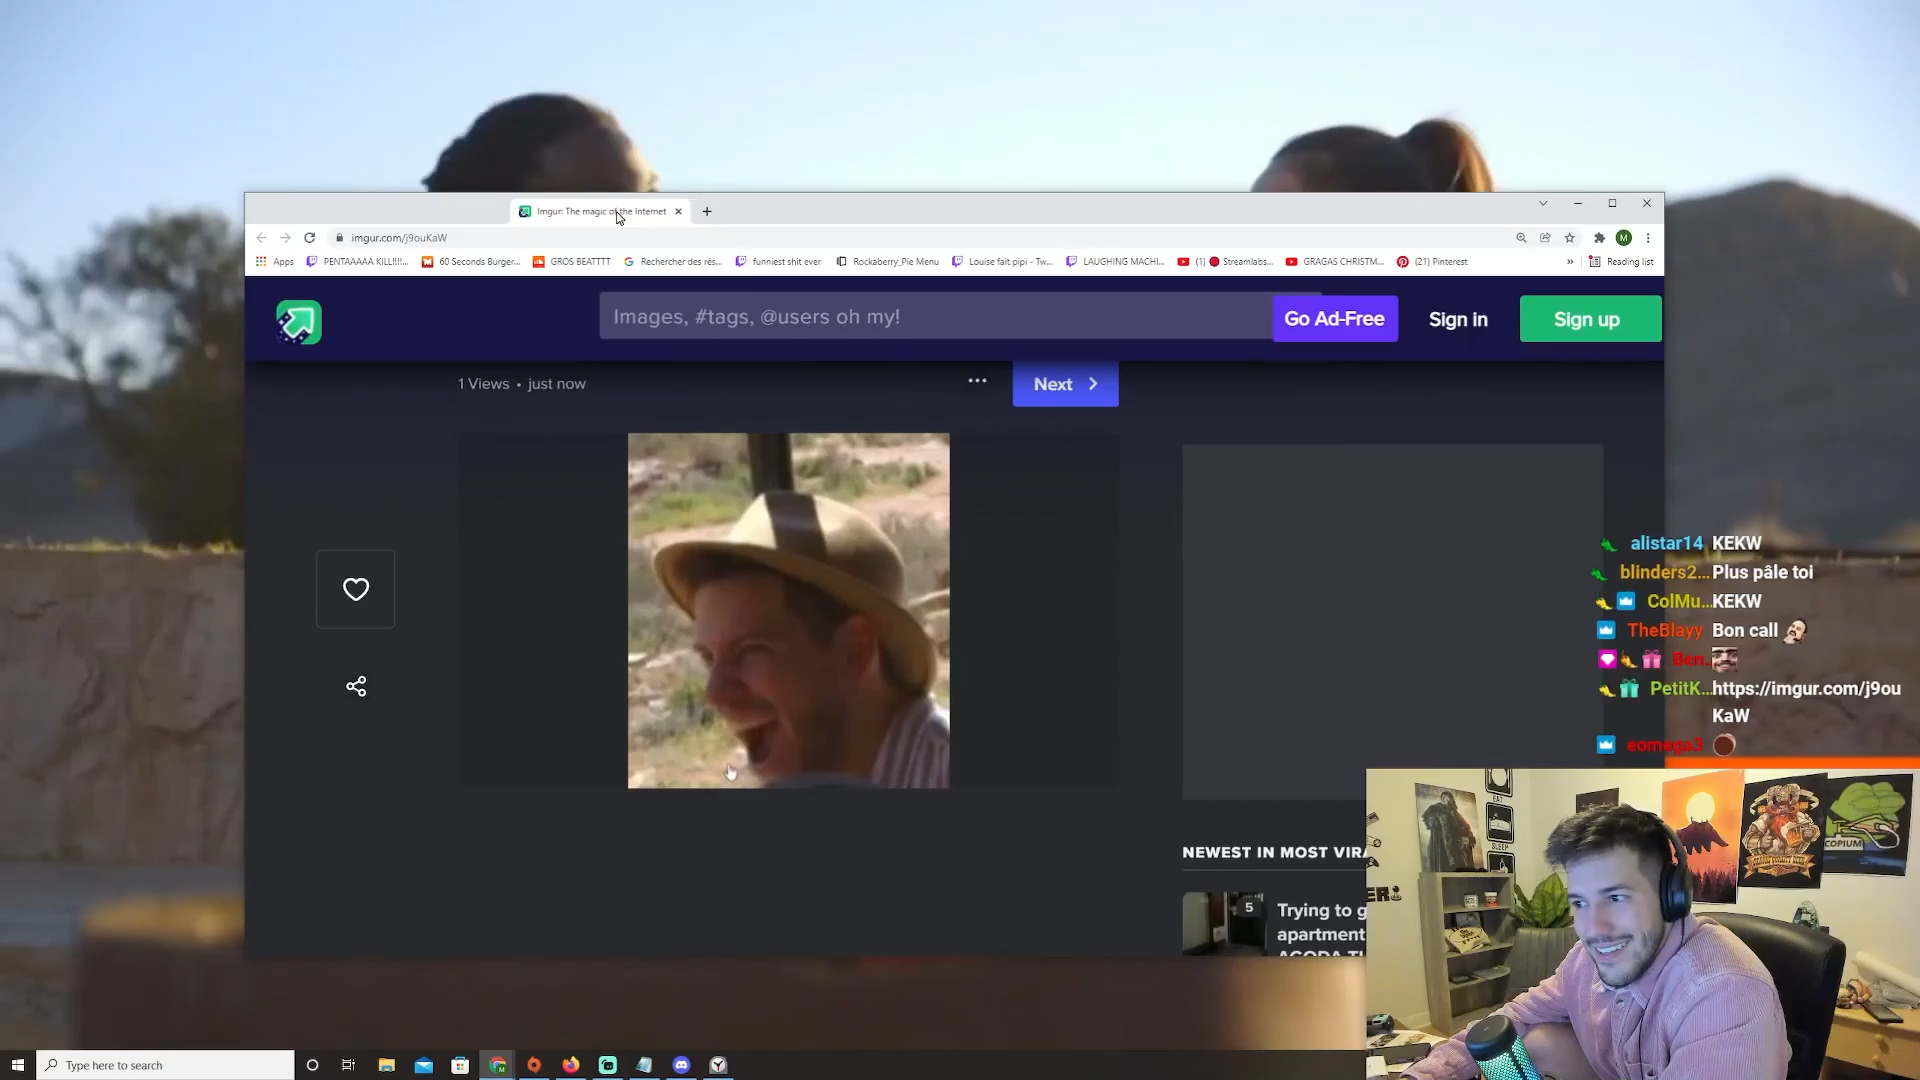 Imgur: The magic of the Internet
imgur.com/j9ouKaW
M
Apps
PENTAAAAA KILL!!!!...
60 Seconds Burger...
GROS BEATTTT
Rechercher des rés...
funniest shit ever
Rockaberry_Pie Menu
Louise fait pipi - Tw...
LAUGHING MACHI...
(1) Streamlabs...
GRAGAS CHRISTM...
(21) Pinterest
»
Reading list
Images, #tags, @users oh my!
Go Ad-Free
Sign in
Sign up
1 Views • just now
Next
alistar14 KEKW
blinders2... Plus pâle toi
ColMu... KEKW
TheBlayy Bon call
Ben..
PetitK... https://imgur.com/j9ou
KaW
eomega3
NEWEST IN MOST VIRA
5
Trying to g
apartment
EAT
SLEEP
COPIUM
Type here to search